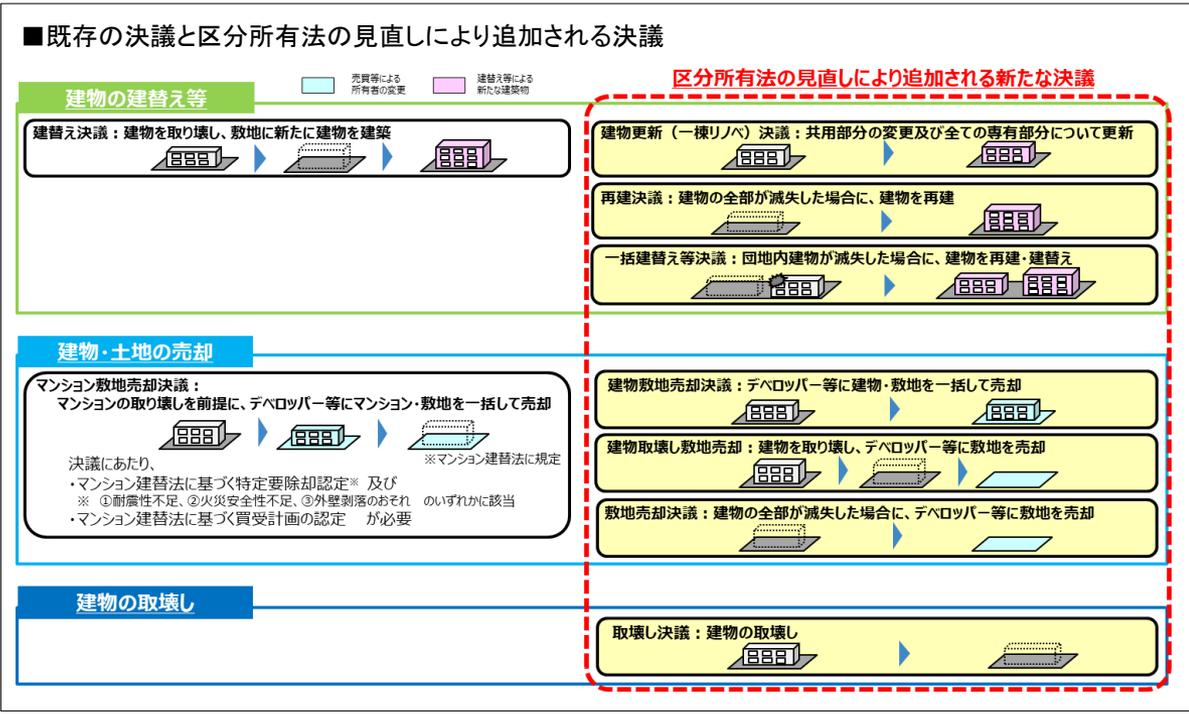 ■既存の決議と区分所有法の見直しにより追加される決議
売買等による
所有者の変更
建替え等による
新たな建築物
区分所有法の見直しにより追加される新たな決議
建物の建替え等
建替え決議：建物を取り壊し、敷地に新たに建物を建築
建物更新（一棟リノベ）決議：共用部分の変更及び全ての専有部分について更新
再建決議：建物の全部が滅失した場合に、建物を再建
一括建替え等決議：団地内建物が滅失した場合に、建物を再建・建替え
建物・土地の売却
マンション敷地売却決議：
マンションの取り壊しを前提に、デベロッパー等にマンション・敷地を一括して売却
※マンション建替法に規定
決議にあたり、
・マンション建替法に基づく特定要除却認定※ 及び
※ ①耐震性不足、②火災安全性不足、③外壁剥落のおそれ のいずれかに該当
・マンション建替法に基づく買受計画の認定 が必要
建物敷地売却決議：デベロッパー等に建物・敷地を一括して売却
建物取壊し敷地売却：建物を取り壊し、デベロッパー等に敷地を売却
敷地売却決議：建物の全部が滅失した場合に、デベロッパー等に敷地を売却
建物の取壊し
取壊し決議：建物の取壊し